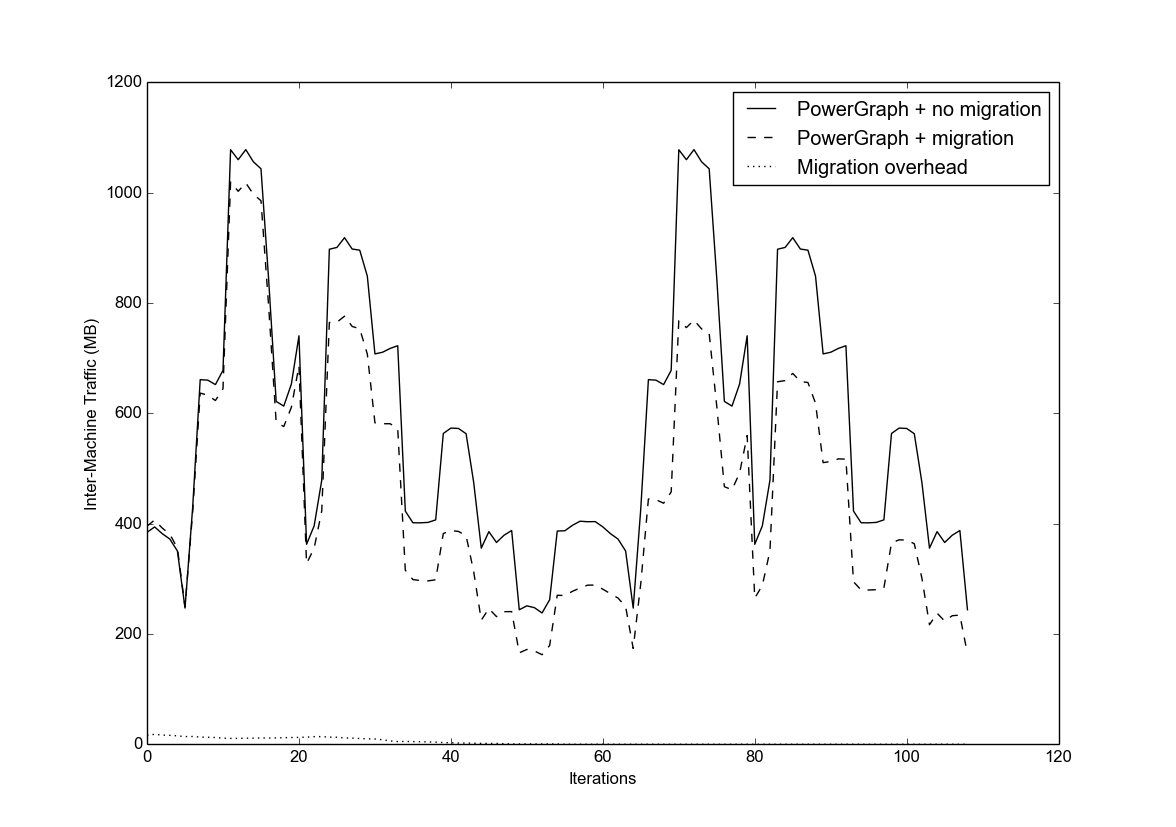 1200
1000
800
600
400
200
0
Inter-Machine Traffic (MB)
PowerGraph + no migration
PowerGraph + migration
Migration overhead
0 20 40 60 80 100 120
Iterations